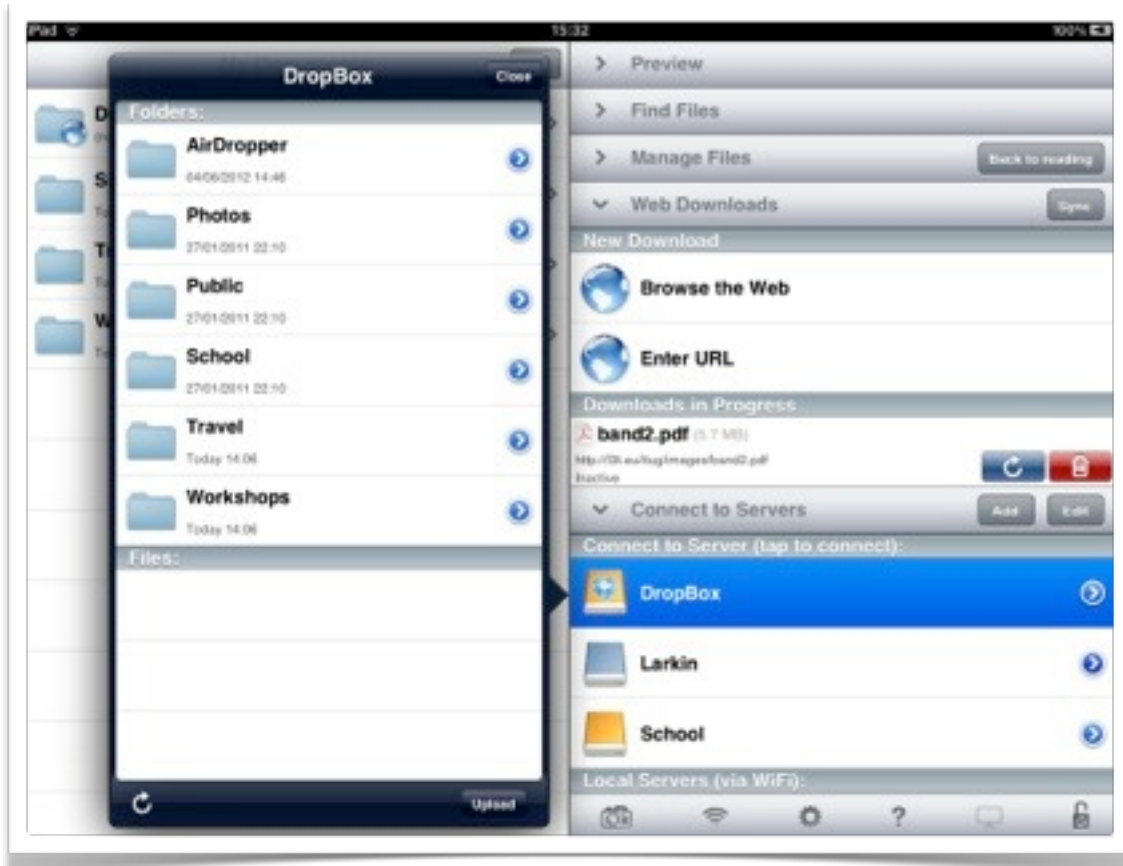 iPad
15:32
100%
DropBox
Close
Folders:
AirDropper
04/06/2012 14:46
Photos
27/01/2011 22:10
Public
27/01/2011 22:10
School
27/01/2011 22:10
Travel
Today 14:06
Workshops
Today 14:06
Files:
Upload
D
S
T
W
> Preview
> Find Files
> Manage Files
Back to reading
Web Downloads
Sync
New Download
Browse the Web
Enter URL
Downloads in Progress
band2.pdf (5.7 MB)
Inactive
Connect to Servers
Add
Edit
Connect to Server (tap to connect):
DropBox
Larkin
School
Local Servers (via WiFi):
?